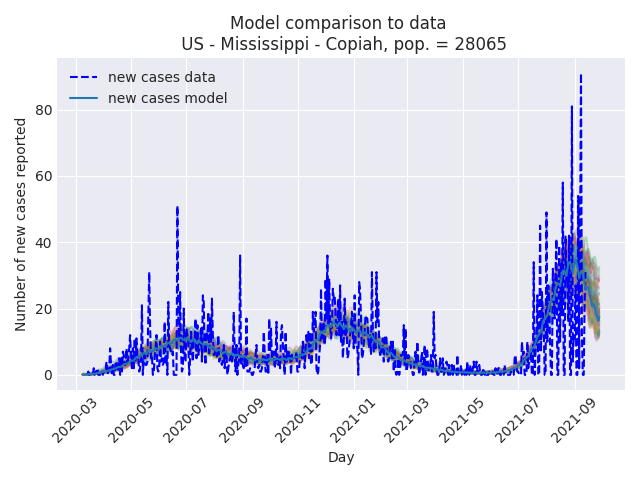 Model comparison to data
US - Mississippi - Copiah, pop. = 28065
new cases data
new cases model
Number of new cases reported
80
60
40
20
0
2020-03
2020-05
2020-07
2020-09
2020-11
2021-01
2021-03
2021-05
2021-07
2021-09
Day